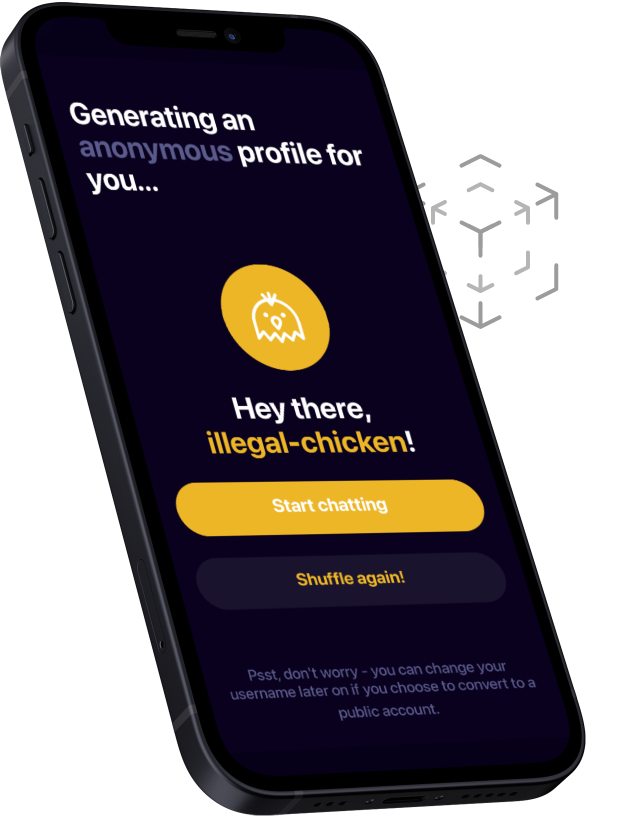 Generating an
anonymous profile for
you...
Hey there,
illegal-chicken!
Start chatting
Shuffle again!
Psst, don't worry - you can change your
username later on if you choose to convert to a
public account.